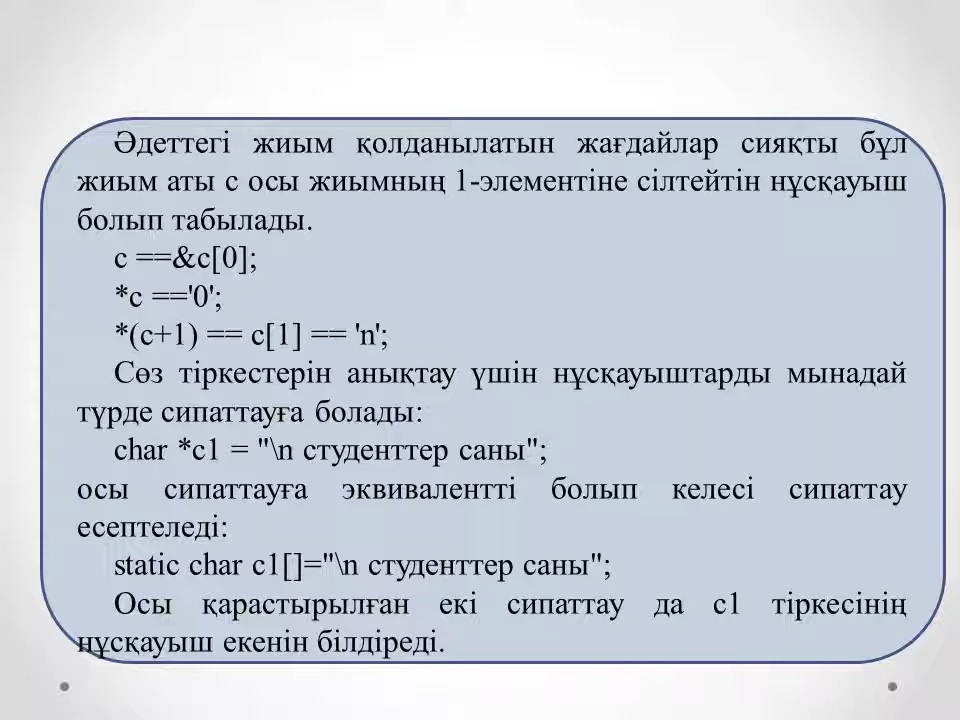 Әдеттегі жиым қолданылатын жағдайлар сияқты бұл
жиым аты с осы жиымның 1-элементіне сілтейтін нұсқауыш
болып табылады.
c ==&c[0];
*c =='0';
*(c+1) == c[1] == 'n';
Сөз тіркестерін анықтау үшін нұсқауыштарды мынадай
түрде сипаттауға болады:
char *c1 = "\n студенттер саны";
осы сипаттауға эквивалентті болып келесі сипаттау
есептеледі:
static char c1[]="\n студенттер саны";
Осы қарастырылған екі сипаттау да с1 тіркесінің
нұсқауыш екенін білдіреді.